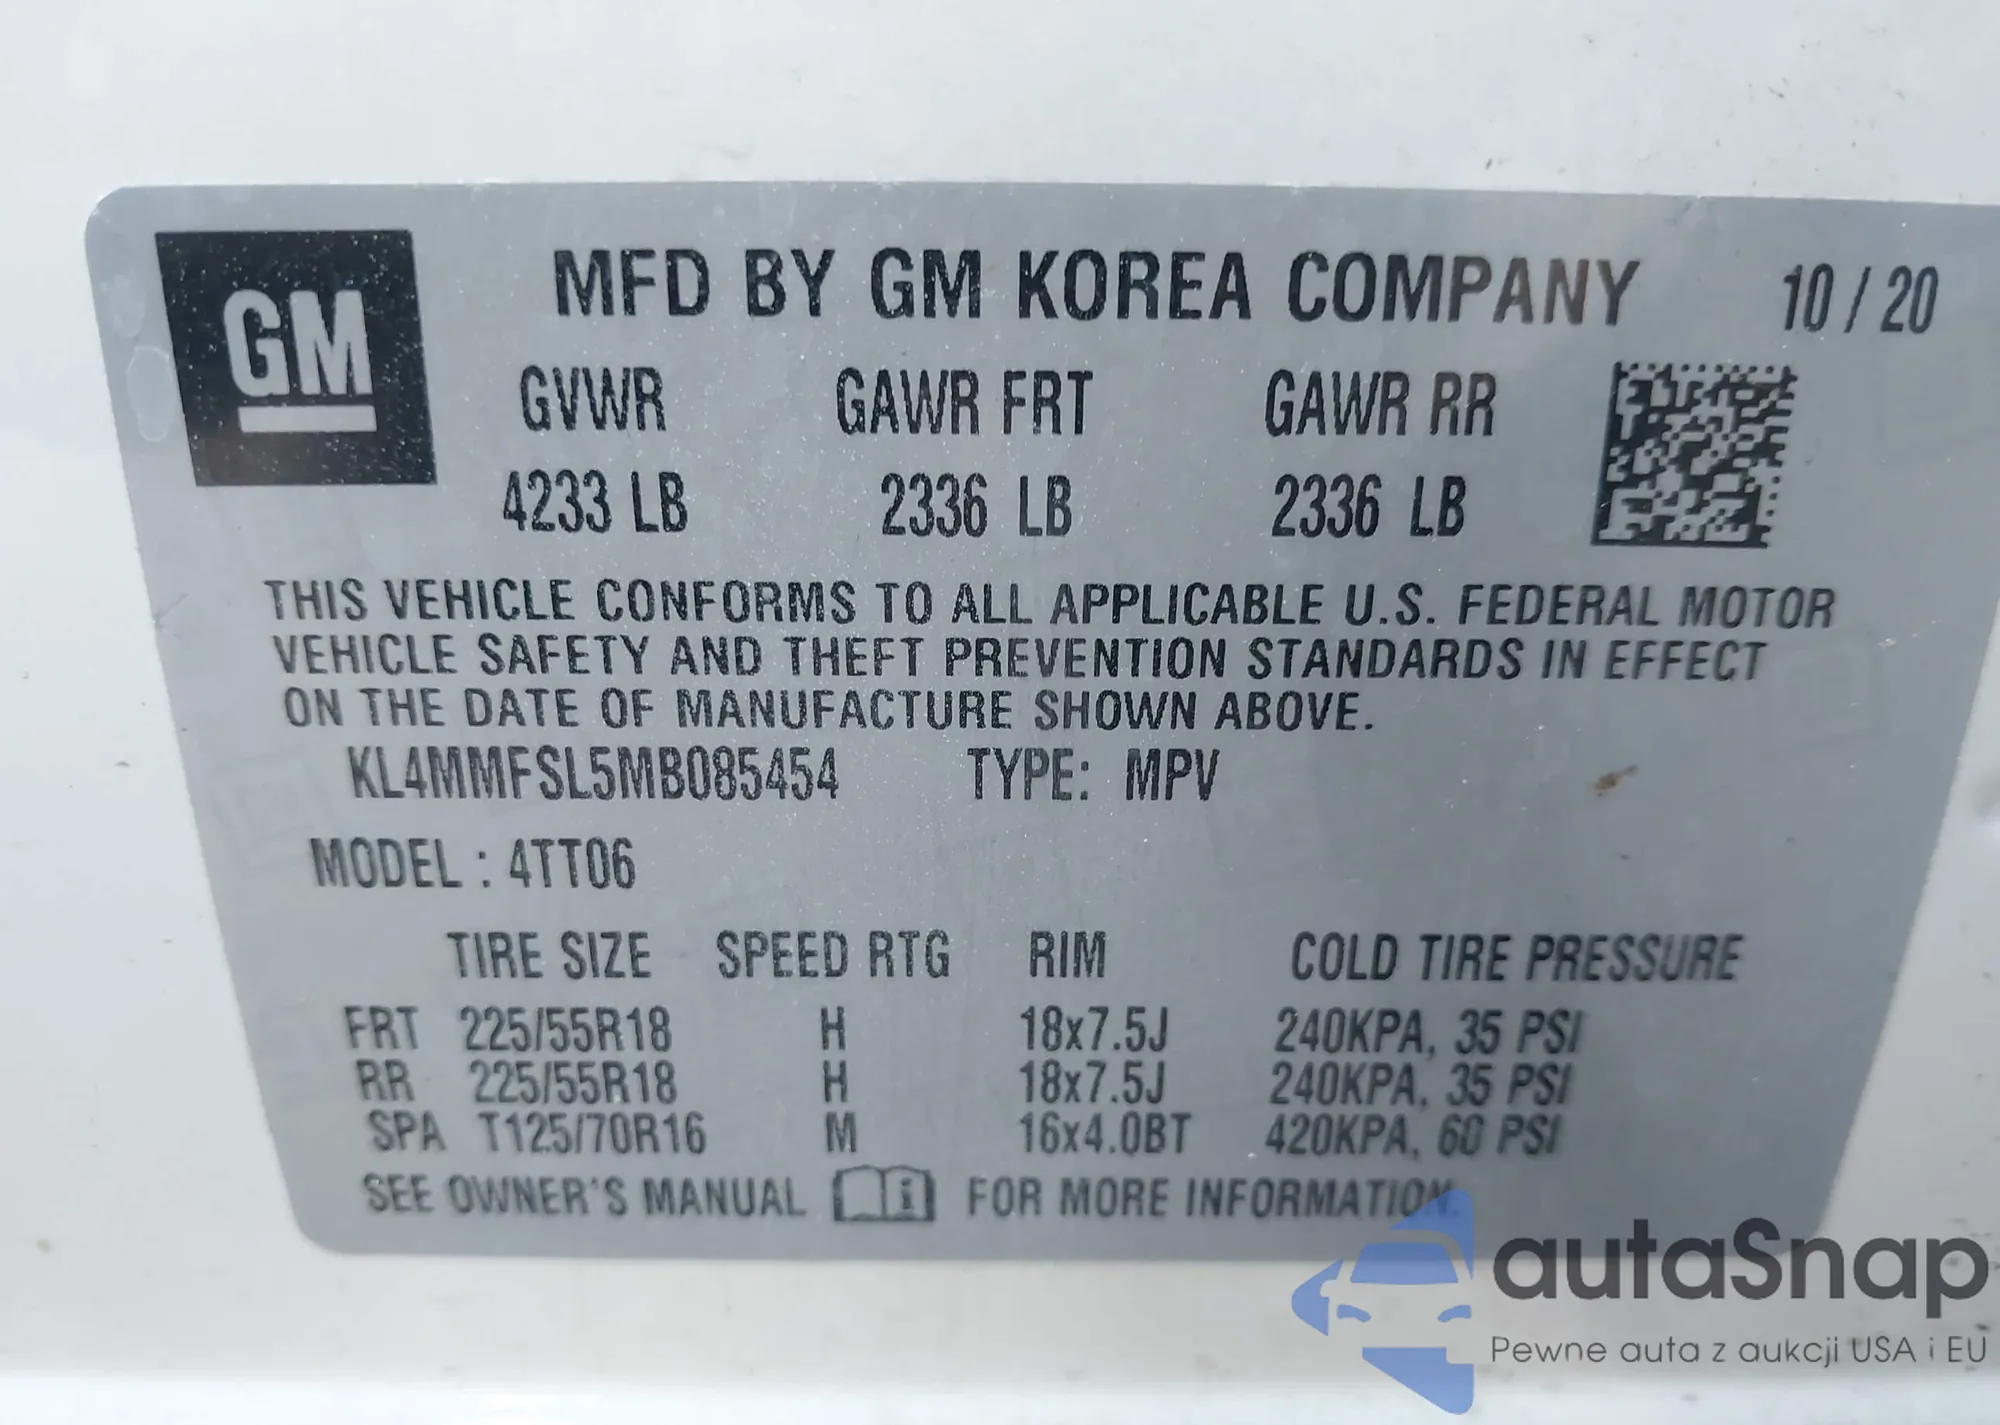 GM
MFD BY GM KOREA COMPANY 10 / 20
GVWR GAWR FRT GAWR RR
4233 LB 2336 LB 2336 LB
THIS VEHICLE CONFORMS TO ALL APPLICABLE U.S. FEDERAL MOTOR
VEHICLE SAFETY AND THEFT PREVENTION STANDARDS IN EFFECT
ON THE DATE OF MANUFACTURE SHOWN ABOVE.
KL4MMFSL5MB085454 TYPE: MPV
MODEL : 4TT06
TIRE SIZE SPEED RTG RIM COLD TIRE PRESSURE
FRT 225/55R18 H 18x7.5J 240KPA, 35 PSI
RR 225/55R18 H 18x7.5J 240KPA, 35 PSI
SPA T125/70R16 M 16x4.0BT 420KPA, 60 PSI
SEE OWNER'S MANUAL i FOR MORE INFORMATION.
autaSnap
Pewne auta z aukcji USA i EU